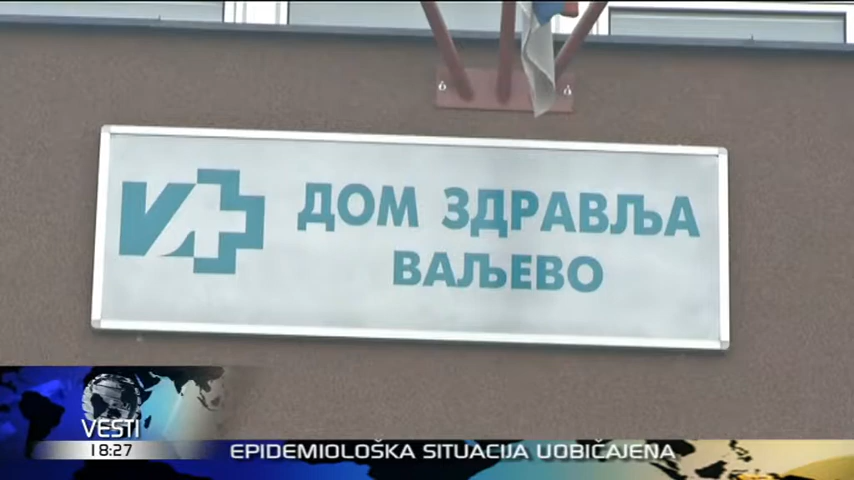 ДОМ ЗДРАВЉА
ВАЉЕВО
VESTI
18:27
EPIDEMIOLOŠKA SITUACIJA UOBIČAJENA